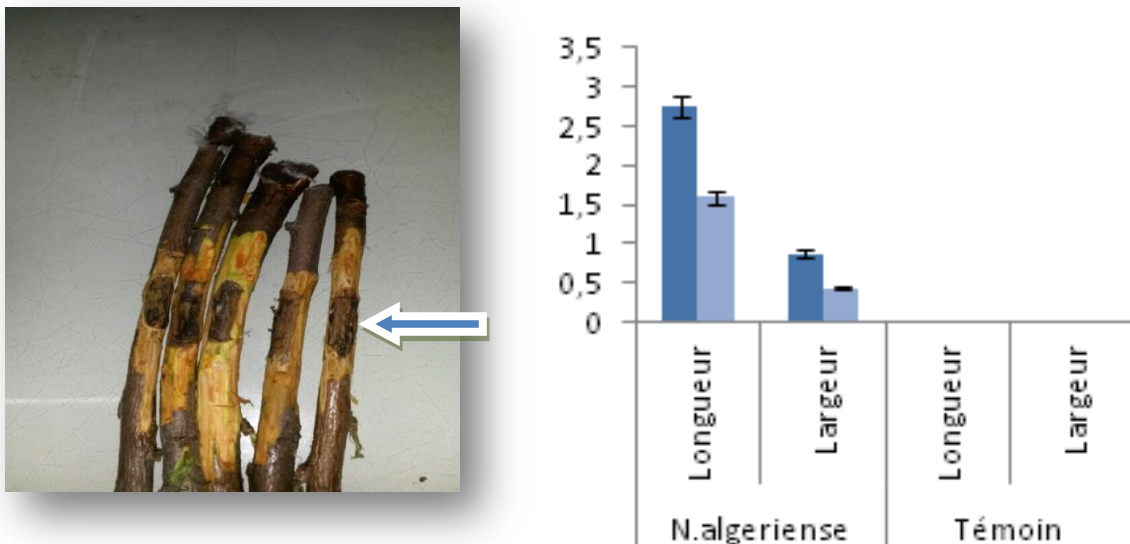 3,5
3
2,5
2
1,5
1
0,5
0
Longueur
Largeur
Longueur
Largeur
N.algeriense
Témoin